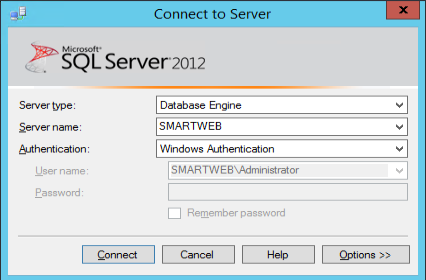 Connect to Server
Microsoft®
SQL Server® 2012
Server type: Database Engine
Server name: SMARTWEB
Authentication: Windows Authentication
User name: SMARTWEB\Administrator
Password:
Remember password
Connect Cancel Help Options >>